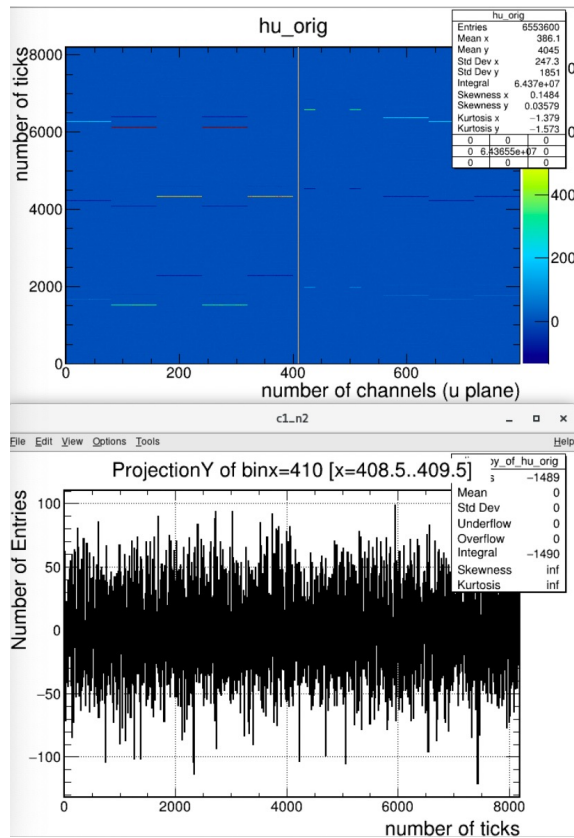 hu_orig
hu_orig
Entries 6553600
Mean x 386.1
Mean y 4045
Std Dev x 247.3
Std Dev y 1851
Integral 6.437e+07
Skewness x 0.1484
Skewness y 0.03579
Kurtosis x −1.379
Kurtosis y −1.573
0 0 0
0 6.43655e+07 0
0 0 0
number of ticks
8000
6000
4000
2000
0
0 200 400 600
400
200
0
number of channels (u plane)
c1_n2
File Edit View Options Tools Help
ProjectionY of binx=410 [x=408.5..409.5]
py_of_hu_orig
s −1489
Mean 0
Std Dev 0
Underflow 0
Overflow 0
Integral −1490
Skewness inf
Kurtosis inf
Number of Entries
100
50
0
−50
−100
0 2000 4000 6000 8000
number of ticks